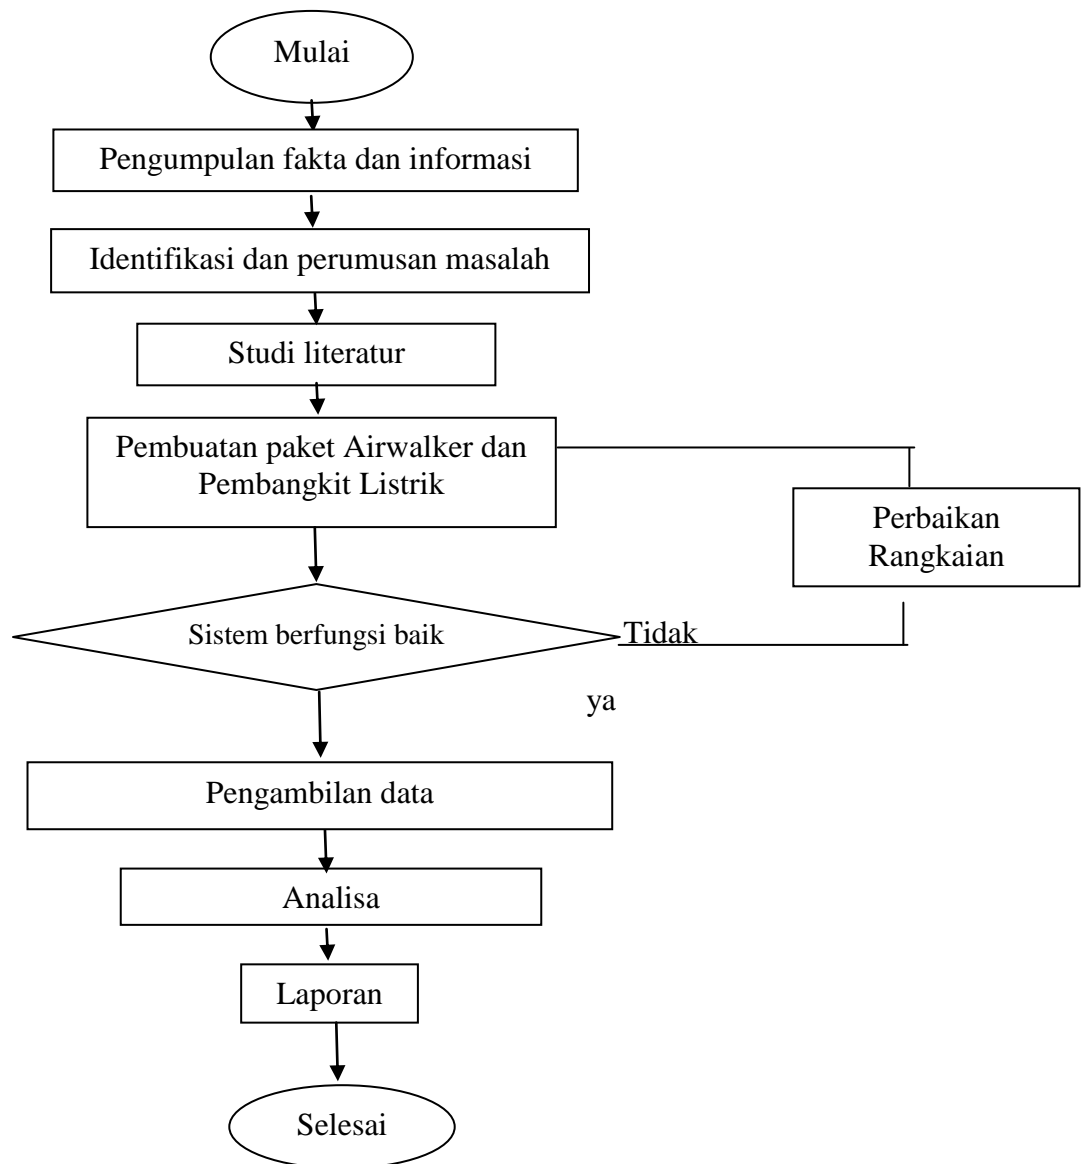 Mulai
Pengumpulan fakta dan informasi
Identifikasi dan perumusan masalah
Studi literatur
Pembuatan paket Airwalker dan
Pembangkit Listrik
Perbaikan
Rangkaian
Sistem berfungsi baik
Tidak
ya
Pengambilan data
Analisa
Laporan
Selesai